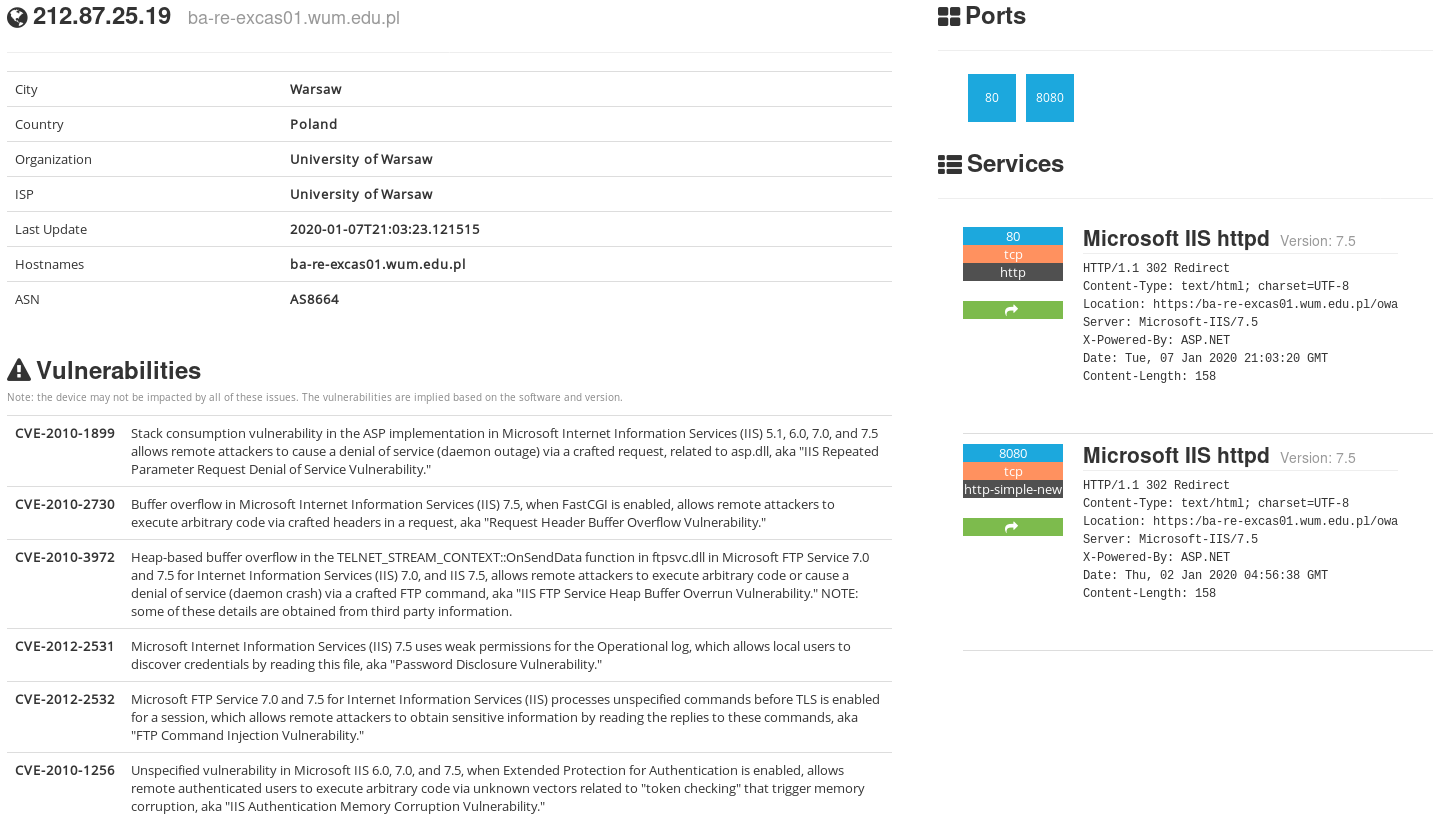 212.87.25.19 ba-re-excas01.wum.edu.pl
City Warsaw
Country Poland
Organization University of Warsaw
ISP University of Warsaw
Last Update 2020-01-07T21:03:23.121515
Hostnames ba-re-excas01.wum.edu.pl
ASN AS8664
Vulnerabilities
Note: the device may not be impacted by all of these issues. The vulnerabilities are implied based on the software and version.
CVE-2010-1899 Stack consumption vulnerability in the ASP implementation in Microsoft Internet Information Services (IIS) 5.1, 6.0, 7.0, and 7.5
allows remote attackers to cause a denial of service (daemon outage) via a crafted request, related to asp.dll, aka "IIS Repeated
Parameter Request Denial of Service Vulnerability."
CVE-2010-2730 Buffer overflow in Microsoft Internet Information Services (IIS) 7.5, when FastCGI is enabled, allows remote attackers to
execute arbitrary code via crafted headers in a request, aka "Request Header Buffer Overflow Vulnerability."
CVE-2010-3972 Heap-based buffer overflow in the TELNET_STREAM_CONTEXT::OnSendData function in ftpsvc.dll in Microsoft FTP Service 7.0
and 7.5 for Internet Information Services (IIS) 7.0, and IIS 7.5, allows remote attackers to execute arbitrary code or cause a
denial of service (daemon crash) via a crafted FTP command, aka "IIS FTP Service Heap Buffer Overrun Vulnerability." NOTE:
some of these details are obtained from third party information.
CVE-2012-2531 Microsoft Internet Information Services (IIS) 7.5 uses weak permissions for the Operational log, which allows local users to
discover credentials by reading this file, aka "Password Disclosure Vulnerability."
CVE-2012-2532 Microsoft FTP Service 7.0 and 7.5 for Internet Information Services (IIS) processes unspecified commands before TLS is enabled
for a session, which allows remote attackers to obtain sensitive information by reading the replies to these commands, aka
"FTP Command Injection Vulnerability."
CVE-2010-1256 Unspecified vulnerability in Microsoft IIS 6.0, 7.0, and 7.5, when Extended Protection for Authentication is enabled, allows
remote authenticated users to execute arbitrary code via unknown vectors related to "token checking" that trigger memory
corruption, aka "IIS Authentication Memory Corruption Vulnerability."
Ports
80 8080
Services
80
tcp
http
Microsoft IIS httpd Version: 7.5
HTTP/1.1 302 Redirect
Content-Type: text/html; charset=UTF-8
Location: https:/ba-re-excas01.wum.edu.pl/owa
Server: Microsoft-IIS/7.5
X-Powered-By: ASP.NET
Date: Tue, 07 Jan 2020 21:03:20 GMT
Content-Length: 158
8080
tcp
http-simple-new
Microsoft IIS httpd Version: 7.5
HTTP/1.1 302 Redirect
Content-Type: text/html; charset=UTF-8
Location: https:/ba-re-excas01.wum.edu.pl/owa
Server: Microsoft-IIS/7.5
X-Powered-By: ASP.NET
Date: Thu, 02 Jan 2020 04:56:38 GMT
Content-Length: 158